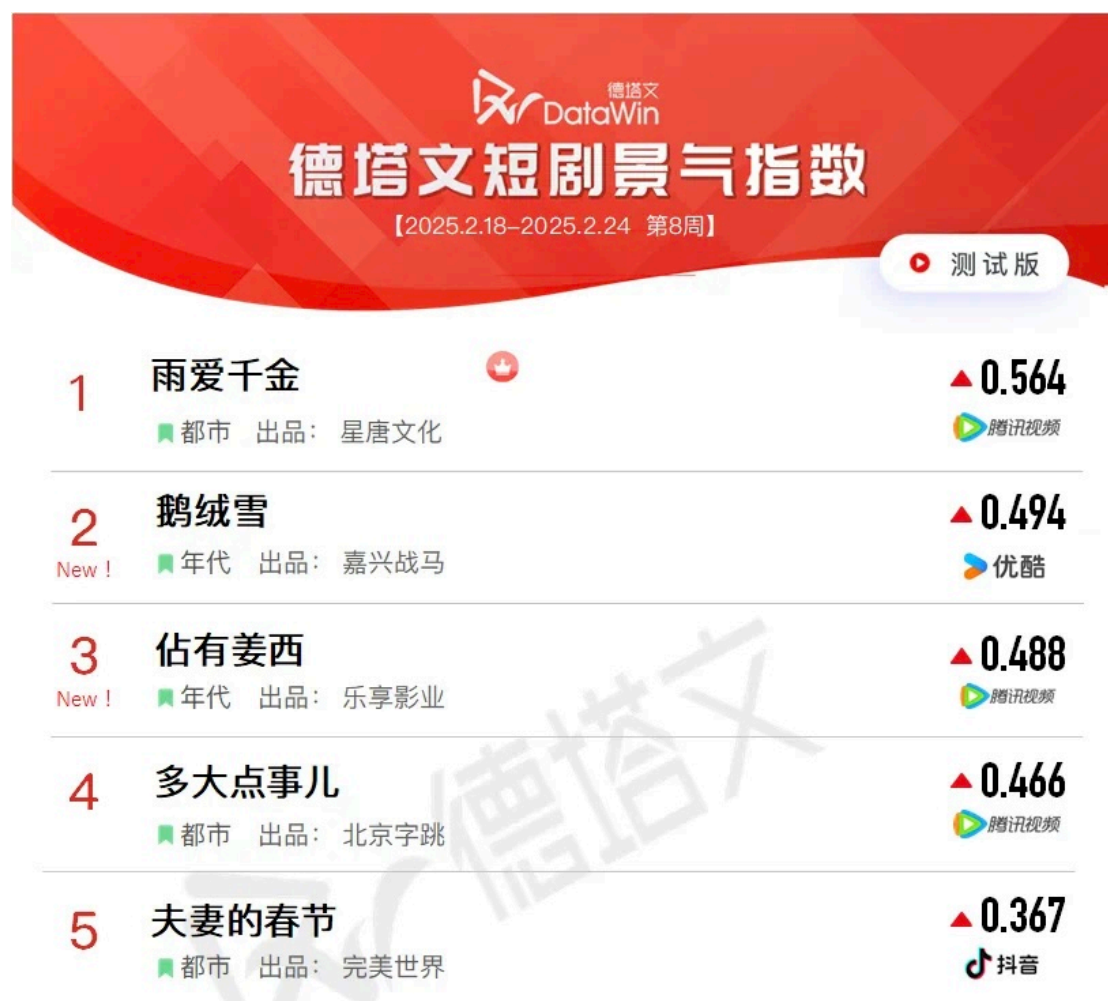 德塔文
DataWin
德塔文短剧景气指数
【2025.2.18-2025.2.24 第8周】
测试版
1
雨爱千金
0.564
都市 出品： 星唐文化
腾讯视频
2
鹅绒雪
0.494
New！
年代 出品： 嘉兴战马
优酷
3
佔有姜西
0.488
New！
年代 出品： 乐享影业
腾讯视频
4
多大点事儿
0.466
都市 出品： 北京字跳
腾讯视频
5
夫妻的春节
0.367
都市 出品： 完美世界
抖音
德塔文